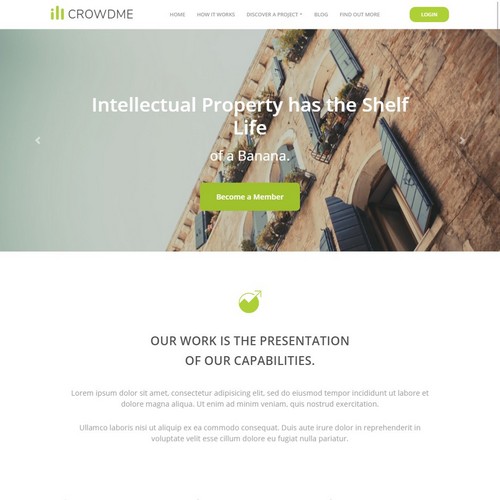 CROWDME
HOME HOW IT WORKS DISCOVER A PROJECT BLOG FIND OUT MORE LOGIN
Intellectual Property has the Shelf
Life
of a Banana.
Become a Member
OUR WORK IS THE PRESENTATION
OF OUR CAPABILITIES.
Lorem ipsum dolor sit amet, consectetur adipisicing elit, sed do eiusmod tempor incididunt ut labore et
dolore magna aliqua. Ut enim ad minim veniam, quis nostrud exercitation.
Ullamco laboris nisi ut aliquip ex ea commodo consequat. Duis aute irure dolor in reprehenderit in
voluptate velit esse cillum dolore eu fugiat nulla pariatur.